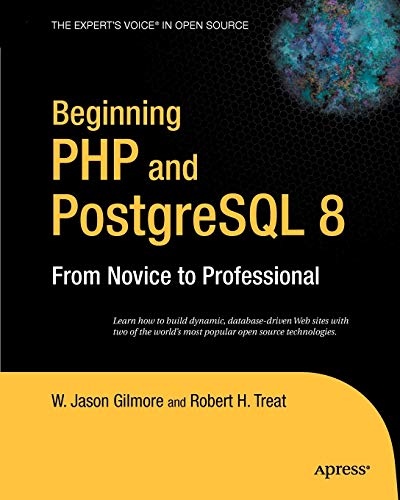 THE EXPERT'S VOICE® IN OPEN SOURCE
Beginning
PHP and
PostgreSQL 8
From Novice to Professional
Learn how to build dynamic, database-driven Web sites with
two of the world's most popular open source technologies.
W. Jason Gilmore and Robert H. Treat
Apress®